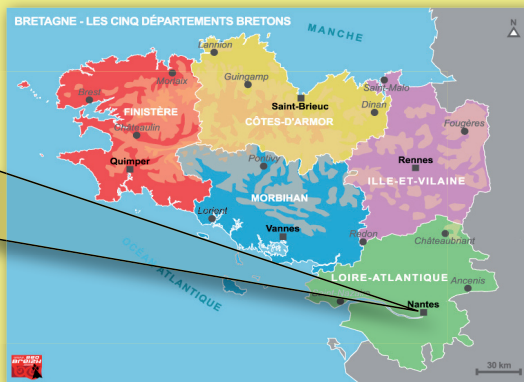 BRETAGNE - LES CINQ DÉPARTEMENTS BRETONS
MANCHE
N
Lannion
Morlaix
Guingamp
Saint-Malo
Brest
Saint-Brieuc
FINISTÈRE
CÔTES-D'ARMOR
Dinan
Fougères
Châteaulin
Quimper
Pontivy
Rennes
ILLE-ET-VILAINE
MORBIHAN
Lorient
Vannes
Redon
Châteaubriant
OCÉAN ATLANTIQUE
LOIRE-ATLANTIQUE
Ancenis
Nantes
30 km